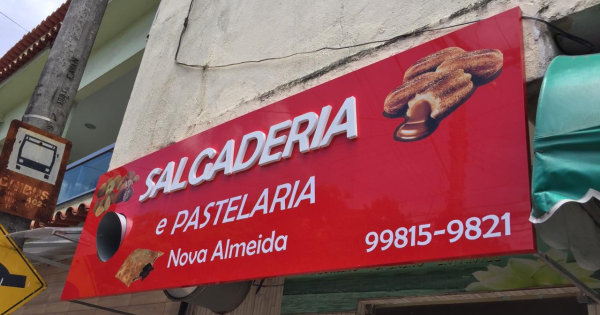 SALGADERIA
e PASTELARIA
Nova Almeida
99815-9821